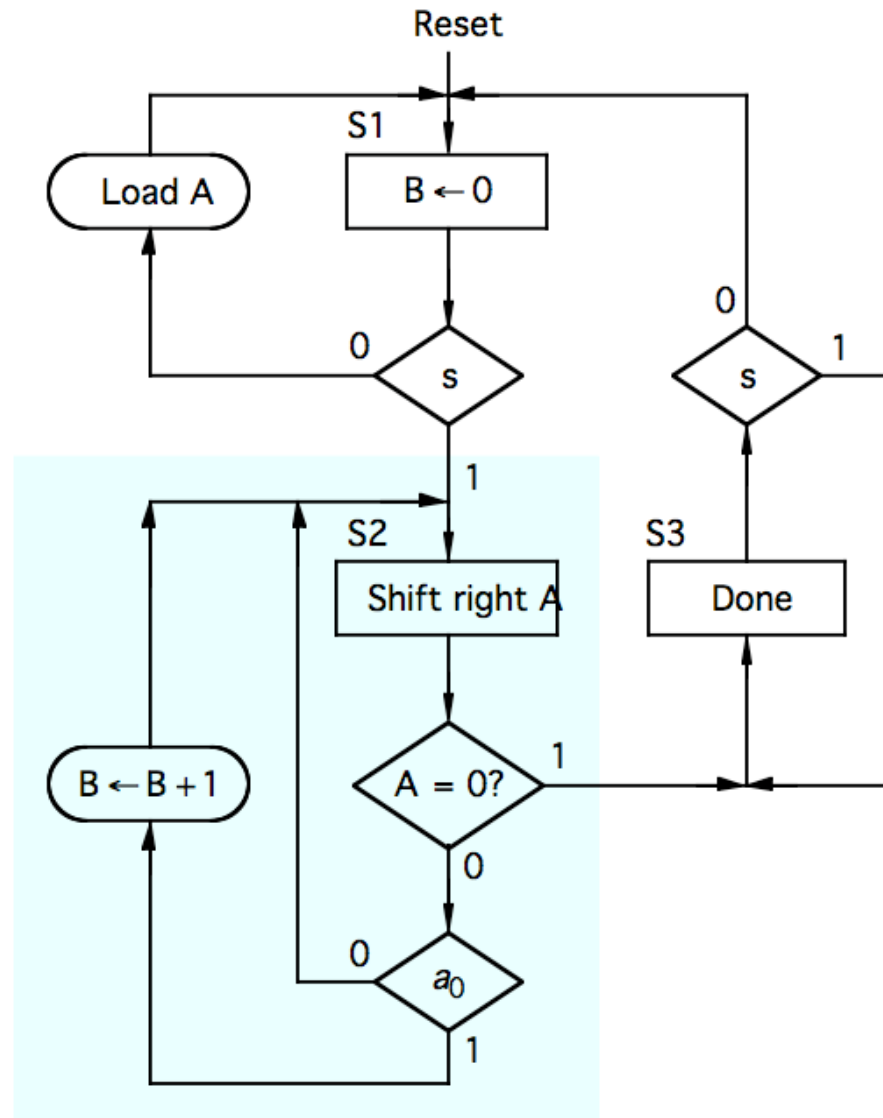 Reset
S1
Load A
B ← 0
0
s
0
s
1
1
S2
S3
Shift right A
Done
B ← B + 1
A = 0?
1
0
0
a₀
1